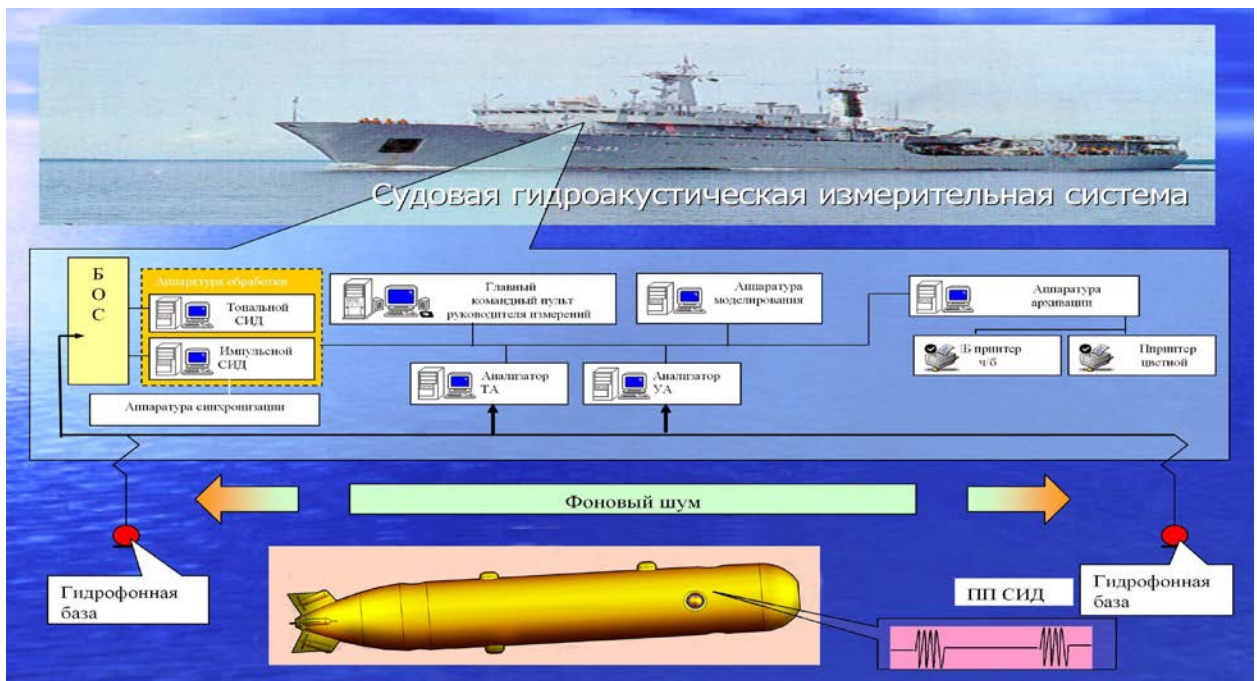 Судовая гидроакустическая измерительная система
Б
О
С
Аппаратура обработки
Тональной
СИД
Импульсной
СИД
Аппаратура синхронизации
Главный
командный пульт
руководителя измерений
Аппаратура
моделирования
Аппаратура
архивации
ч/б
Ппринтер
цветной
принтер
Анализатор
ТА
Анализатор
УА
Фоновый шум
Гидрофонная
база
ПП СИД
Гидрофонная
база